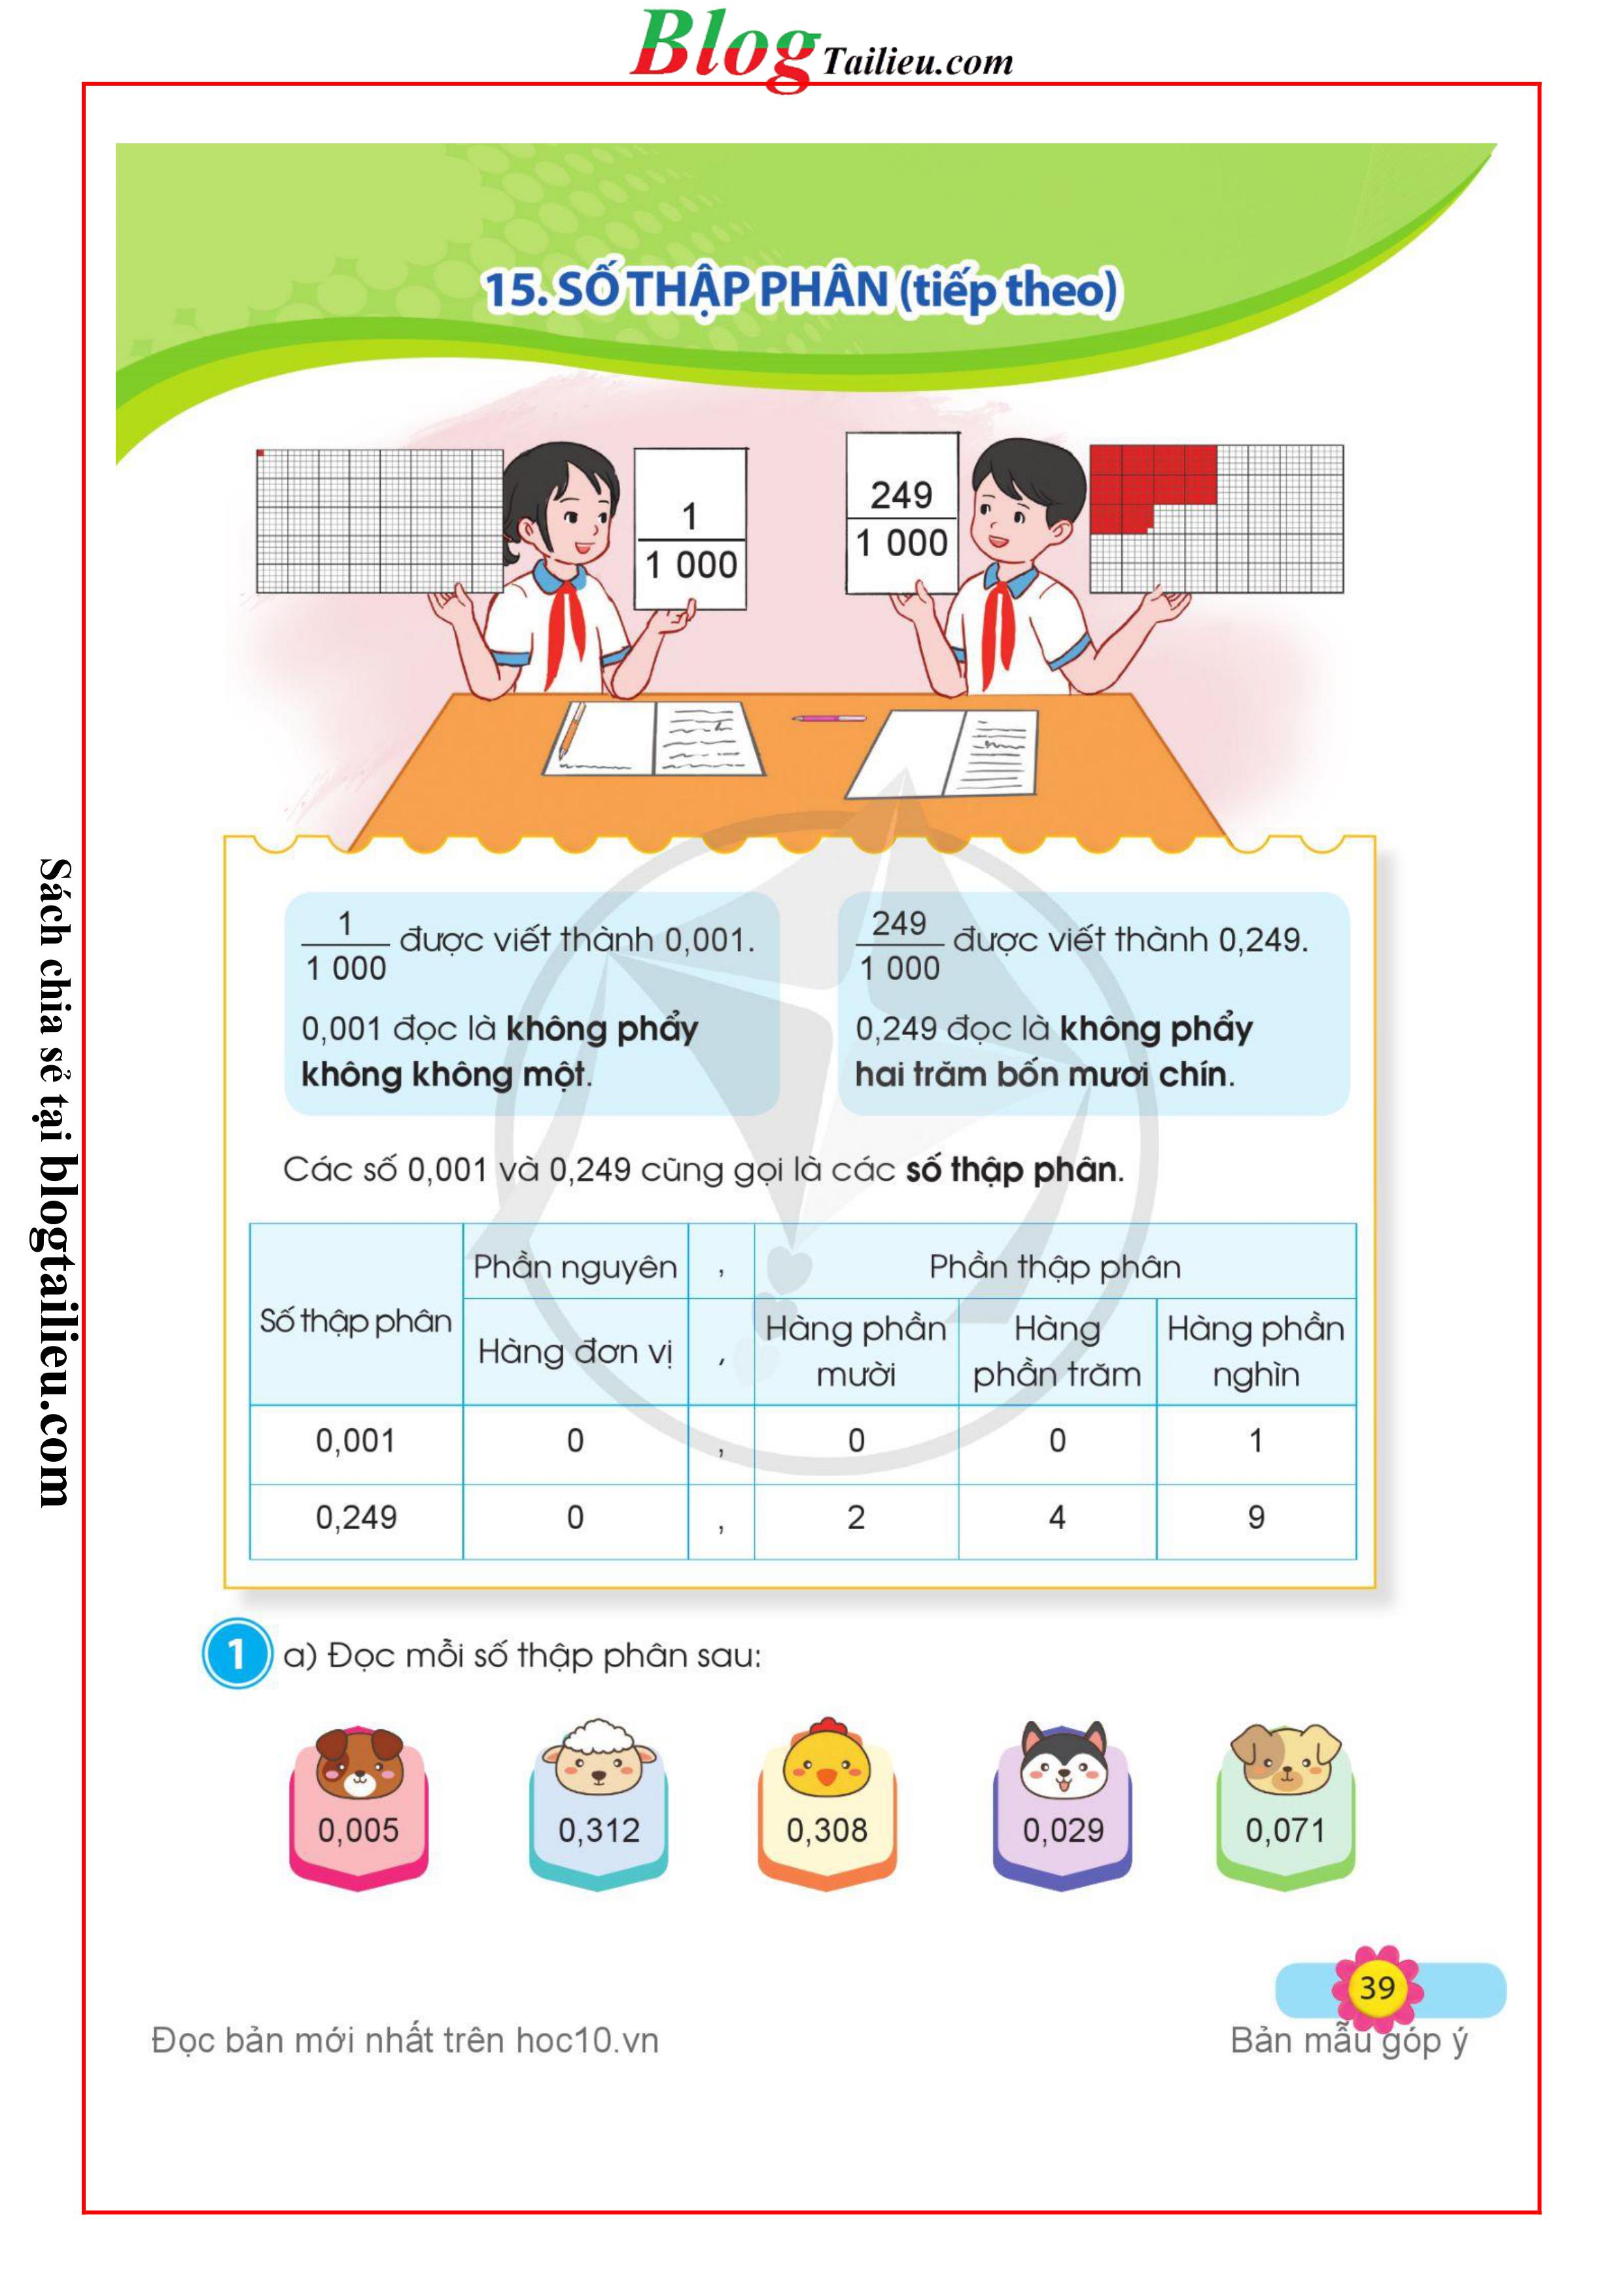 Blog Tailieu.com
15. SỐ THẬP PHÂN (tiếp theo)
1
1 000
249
1 000
1
1 000
được viết thành 0,001.
0,001 đọc là không phẩy
không không một.
249
1 000
được viết thành 0,249.
0,249 đọc là không phẩy
hai trăm bốn mươi chín.
Các số 0,001 và 0,249 cũng gọi là các số thập phân.
Số thập phân
Phần nguyên , Phần thập phân
Hàng đơn vị , Hàng phần mười Hàng phần trăm Hàng phần nghìn
0,001 0 , 0 0 1
0,249 0 , 2 4 9
1 a) Đọc mỗi số thập phân sau:
0,005 0,312 0,308 0,029 0,071
39
Đọc bản mới nhất trên hoc10.vn Bản mẫu góp ý
Sách chia sẻ tại blogtailieu.com